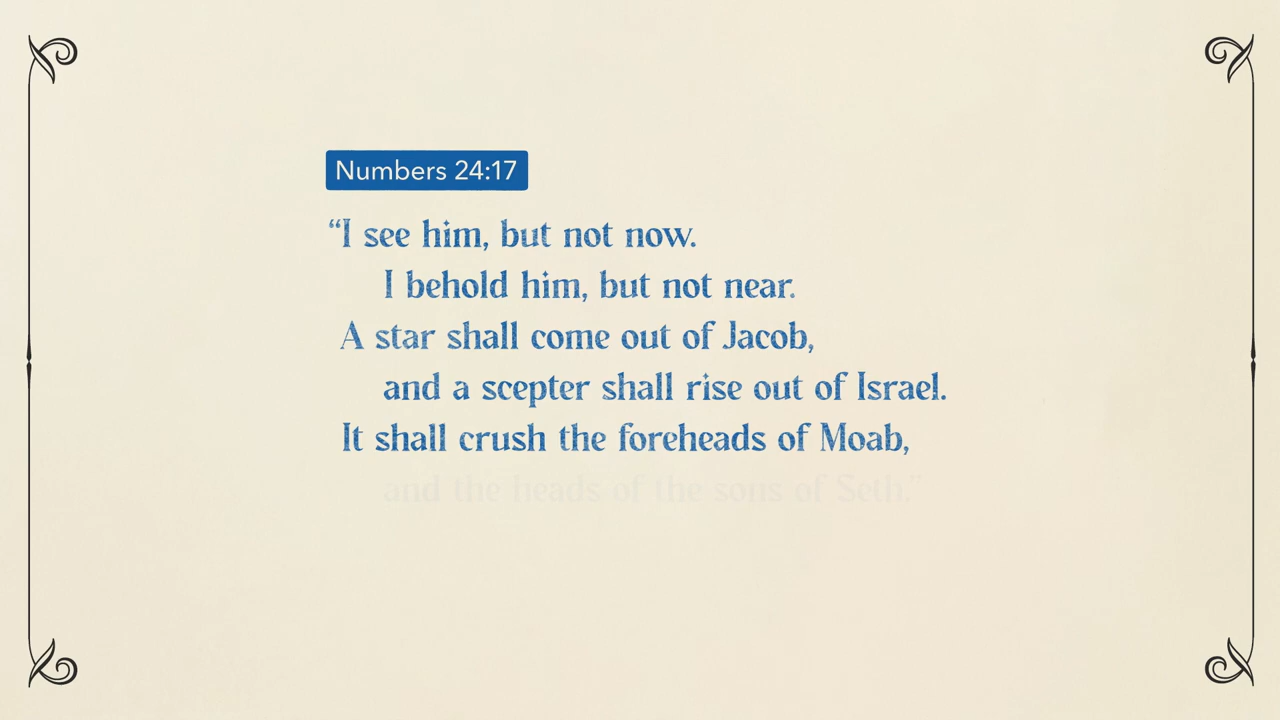 Numbers 24:17
“I see him, but not now.
I behold him, but not near.
A star shall come out of Jacob,
and a scepter shall rise out of Israel.
It shall crush the foreheads of Moab,
and the heads of the sons of Seth.”